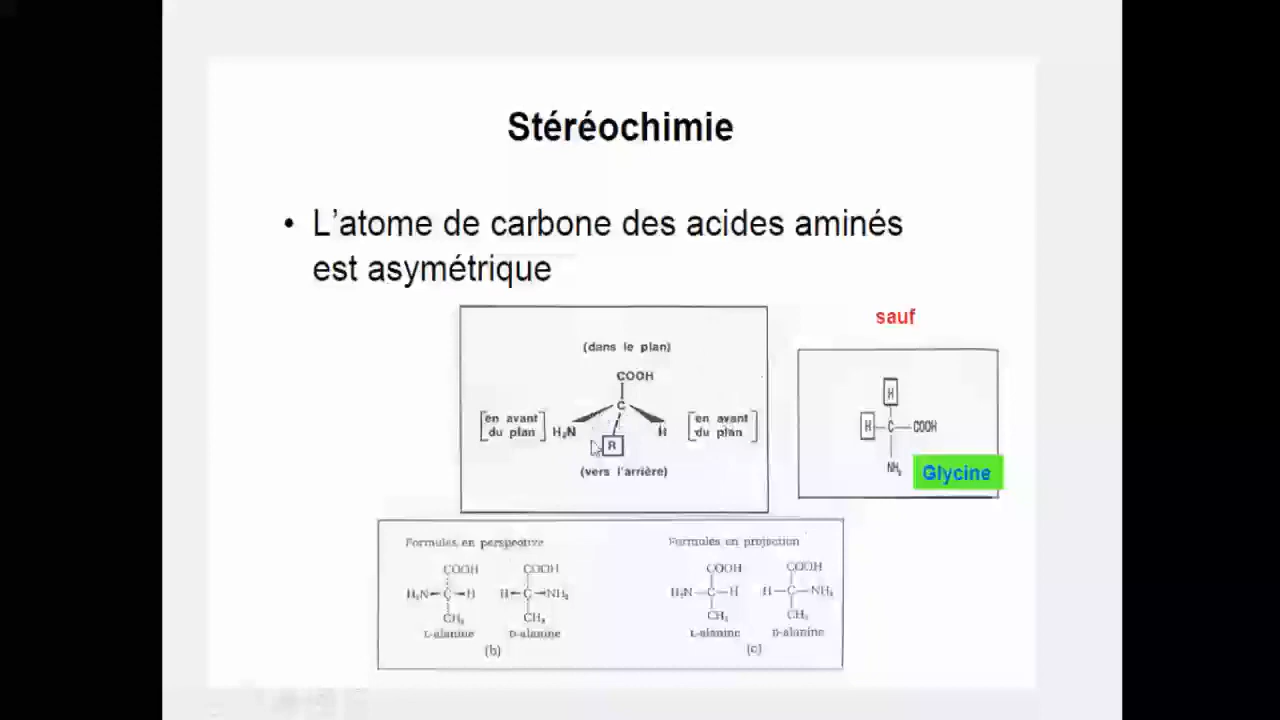 Stéréochimie
• L'atome de carbone des acides aminés
est asymétrique
sauf
(dans le plan)
COOH
C
[en avant du plan] H₂N
R
H [en avant du plan]
(vers l'arrière)
H
H—C—COOH
NH₂
Glycine
Formules en perspective
COOH COOH
H₂N—C—H H—C—NH₂
CH₃ CH₃
L-alanine D-alanine
(b)
Formules en projection
COOH COOH
H₂N—C—H H—C—NH₂
CH₃ CH₃
L-alanine D-alanine
(c)